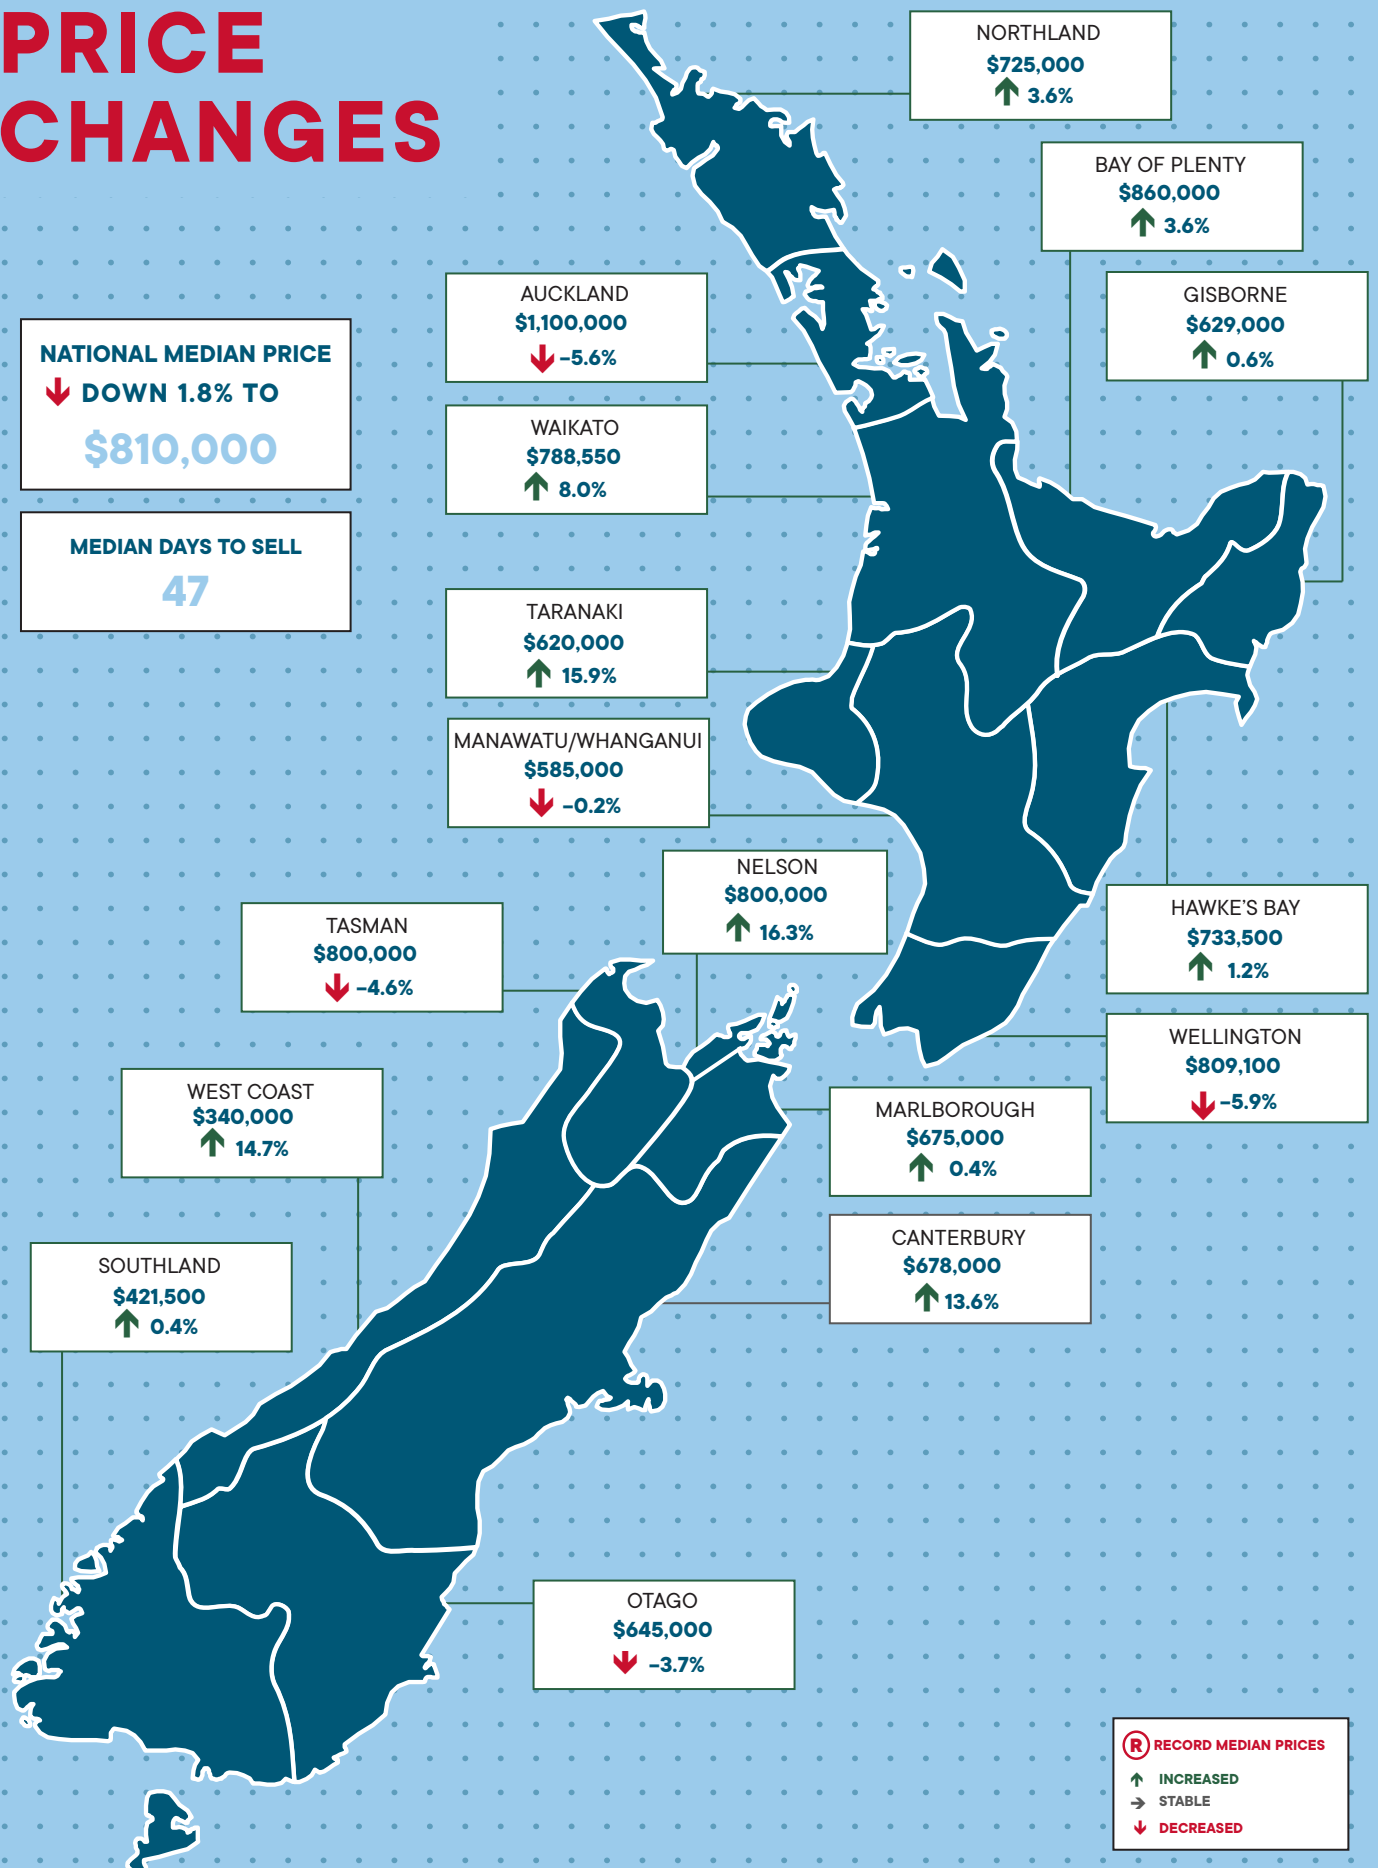 PRICE
CHANGES
NORTHLAND
$725,000
3.6%
BAY OF PLENTY
$860,000
3.6%
AUCKLAND
$1,100,000
-5.6%
GISBORNE
$629,000
0.6%
NATIONAL MEDIAN PRICE
DOWN 1.8% TO
$810,000
WAIKATO
$788,550
8.0%
MEDIAN DAYS TO SELL
47
TARANAKI
$620,000
15.9%
MANAWATU/WHANGANUI
$585,000
-0.2%
NELSON
$800,000
16.3%
TASMAN
$800,000
-4.6%
HAWKE'S BAY
$733,500
1.2%
WELLINGTON
$809,100
-5.9%
WEST COAST
$340,000
14.7%
MARLBOROUGH
$675,000
0.4%
CANTERBURY
$678,000
13.6%
SOUTHLAND
$421,500
0.4%
OTAGO
$645,000
-3.7%
R RECORD MEDIAN PRICES
INCREASED
STABLE
DECREASED